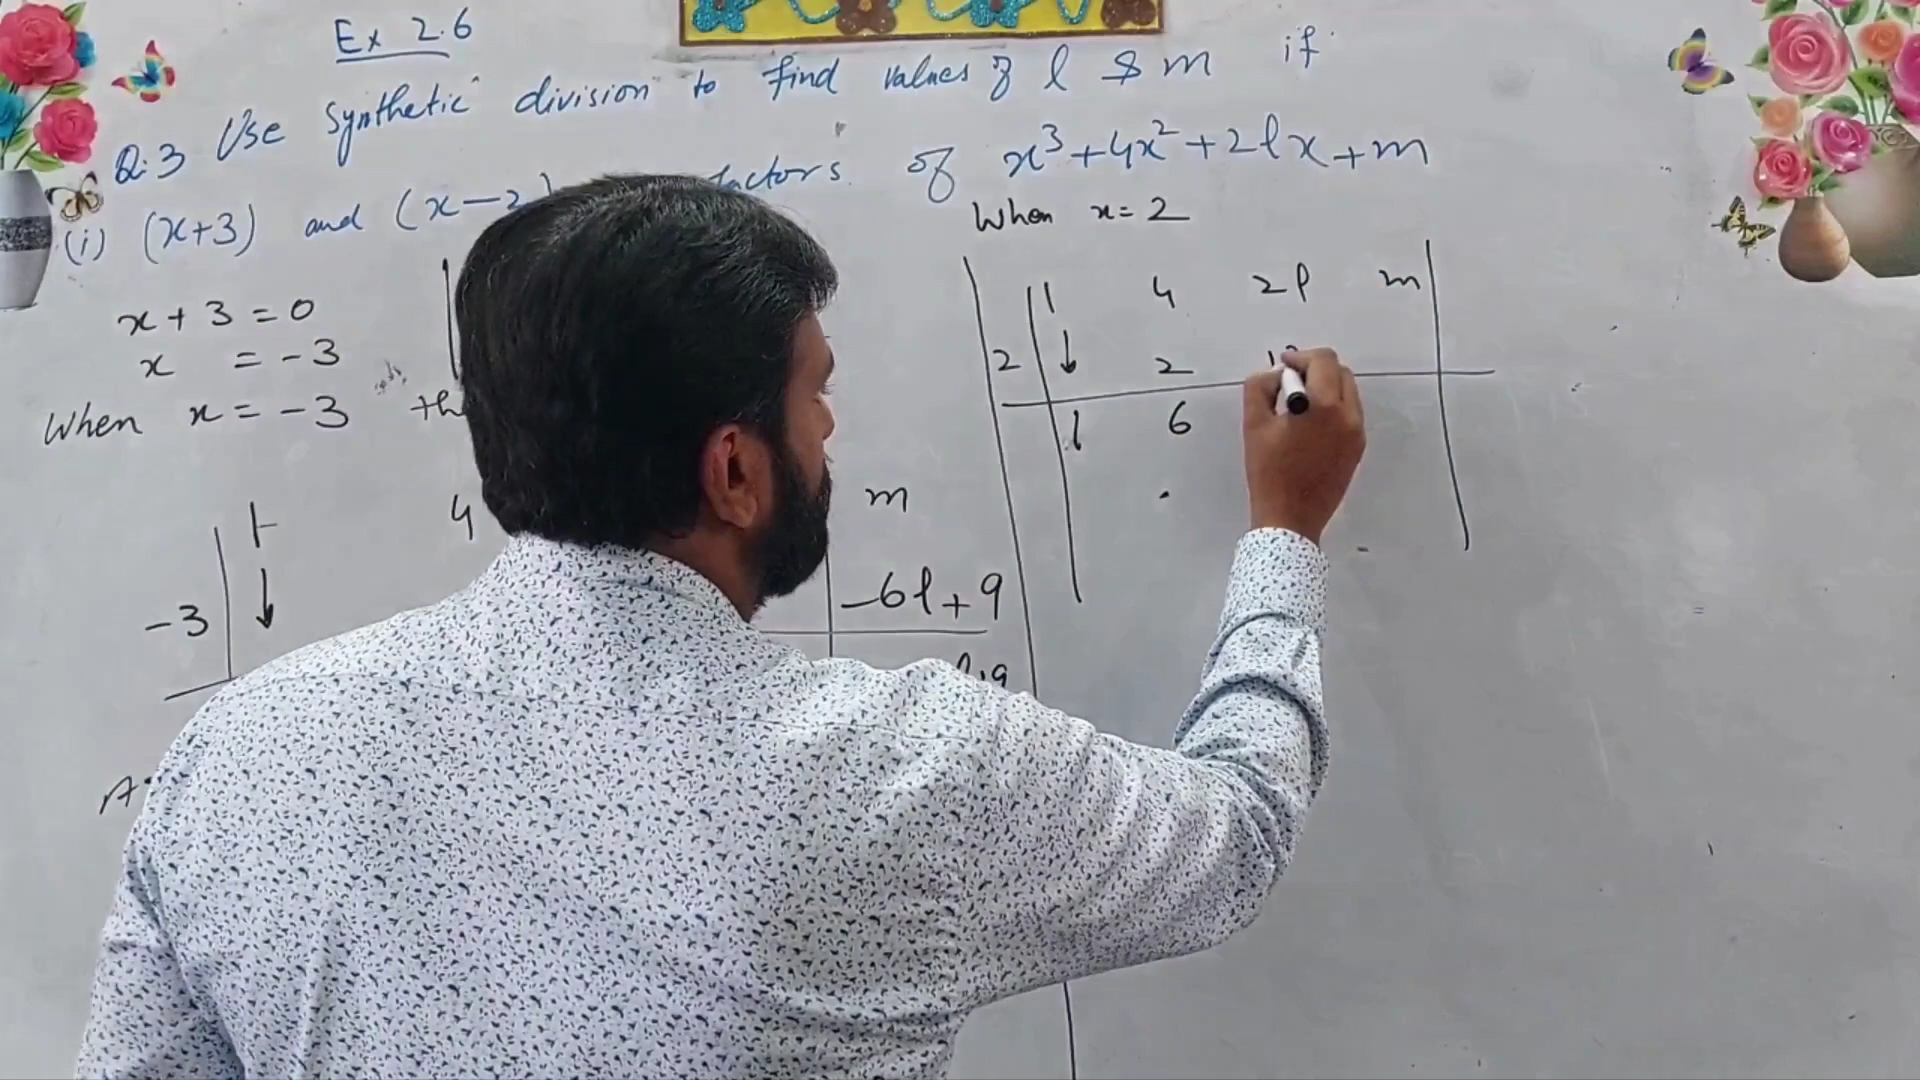 Ex 2.6
Q.3 Use Synthetic division to find values of l & m if
(i) (x+3) and (x-2) factors of x³+4x²+2lx+m
x+3=0
x = -3
When x = -3
1 4 m
-3 -6l+9
When x=2
1 4 2l m
2 2
1 6